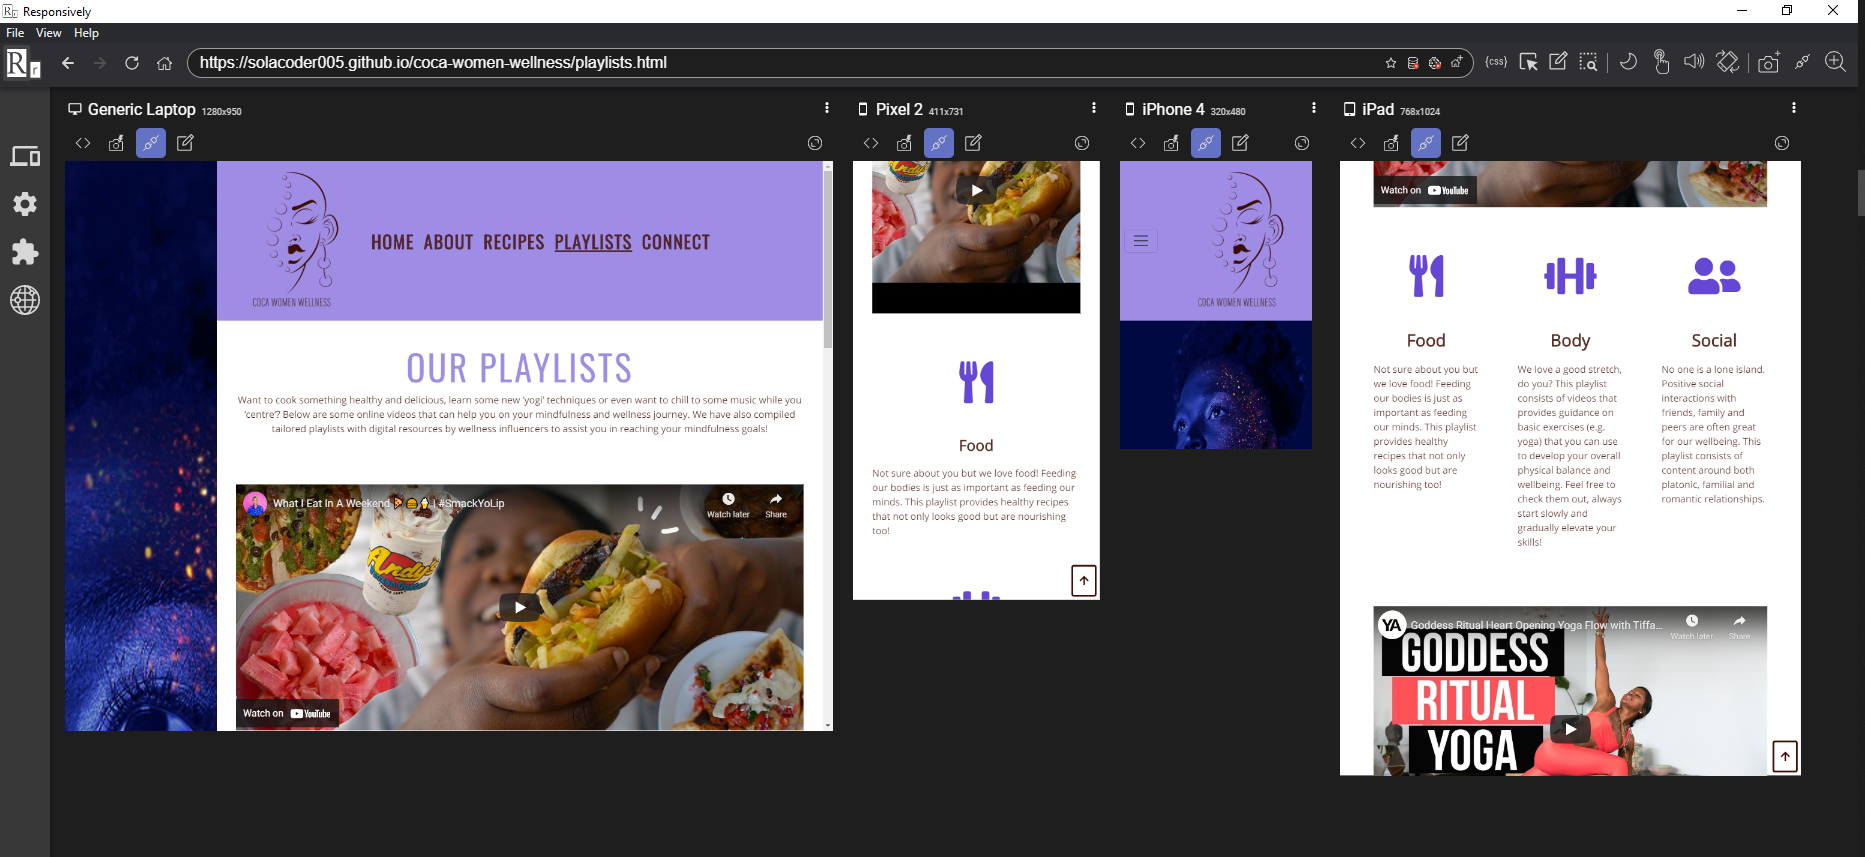 Responsively
File View Help
https://solacoder005.github.io/coca-women-wellness/playlists.html
{css}
Generic Laptop 1280x950
HOME ABOUT RECIPES PLAYLISTS CONNECT
COCA WOMEN WELLNESS
OUR PLAYLISTS
Want to cook something healthy and delicious, learn some new 'yogi' techniques or even want to chill to some music while you
'centre'? Below are some online videos that can help you on your mindfulness and wellness journey. We have also compiled
tailored playlists with digital resources by wellness influencers to assist you in reaching your mindfulness goals!
What I Eat In A Weekend 🍕🍔🍦 | #SmackYoLip
Watch later Share
Andy's
Watch on YouTube
Pixel 2 411x731
Food
Not sure about you but we love food! Feeding
our bodies is just as important as feeding our
minds. This playlist provides healthy recipes
that not only looks good but are nourishing
too!
iPhone 4 320x480
COCA WOMEN WELLNESS
iPad 768x1024
Watch on YouTube
Food
Not sure about you but
we love food! Feeding
our bodies is just as
important as feeding
our minds. This playlist
provides healthy
recipes that not only
looks good but are
nourishing too!
Body
We love a good stretch,
do you? This playlist
consists of videos that
provides guidance on
basic exercises (e.g.
yoga) that you can use
to develop your overall
physical balance and
wellbeing. Feel free to
check them out, always
start slowly and
gradually elevate your
skills!
Social
No one is a lone island.
Positive social
interactions with
friends, family and
peers are often great
for our wellbeing. This
playlist consists of
content around both
platonic, familial and
romantic relationships.
YA Goddess Ritual Heart Opening Yoga Flow with Tiffa...
Watch later Share
GODDESS
RITUAL
YOGA